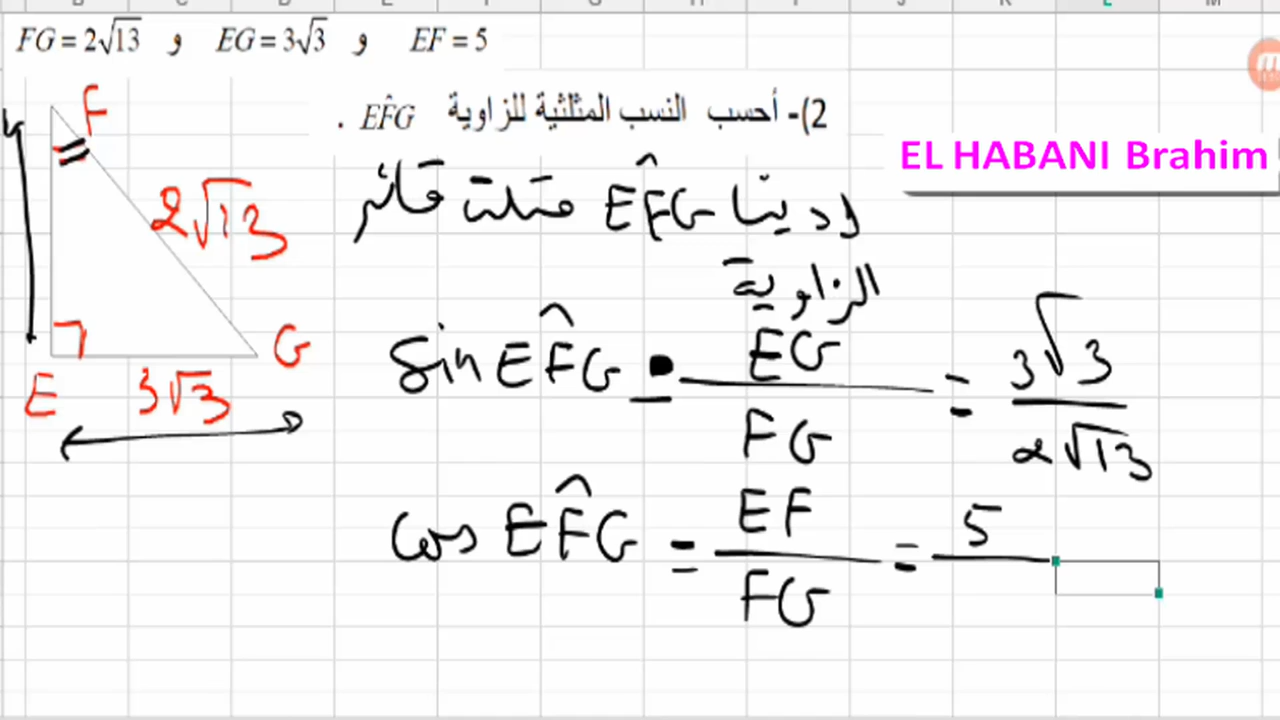 FG = 2√13 و EG = 3√3 و EF = 5
2)- أحسب النسب المثلثية للزاوية EF̂G .
EL HABANI Brahim
F
2√13
G
E
3√3
لدينا EF̂G مثلث قائم
الزاوية
sin EF̂G = EG / FG = 3√3 / 2√13
cos EF̂G = EF / FG = 5